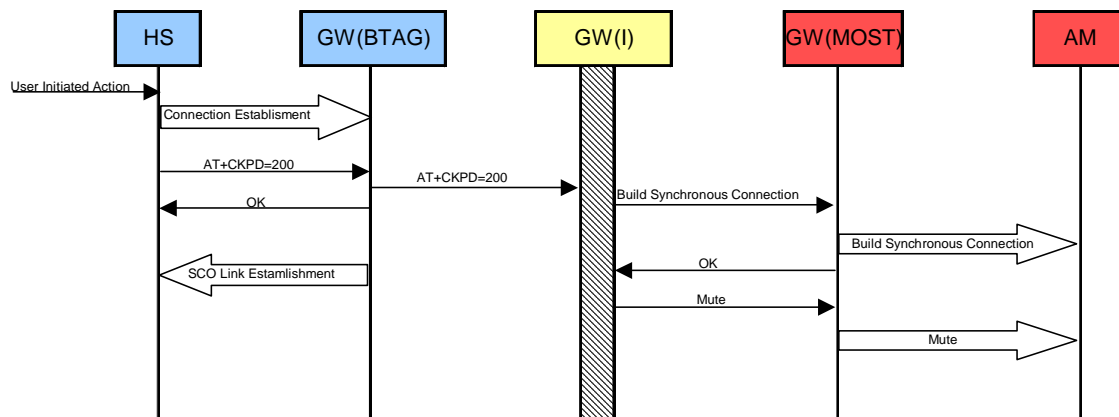 HS
GW(BTAG)
GW(I)
GW(MOST)
AM
User Initiated Action
Connection Establisment
AT+CKPD=200
AT+CKPD=200
Build Synchronous Connection
OK
Build Synchronous Connection
OK
SCO Link Estamlishment
Mute
Mute